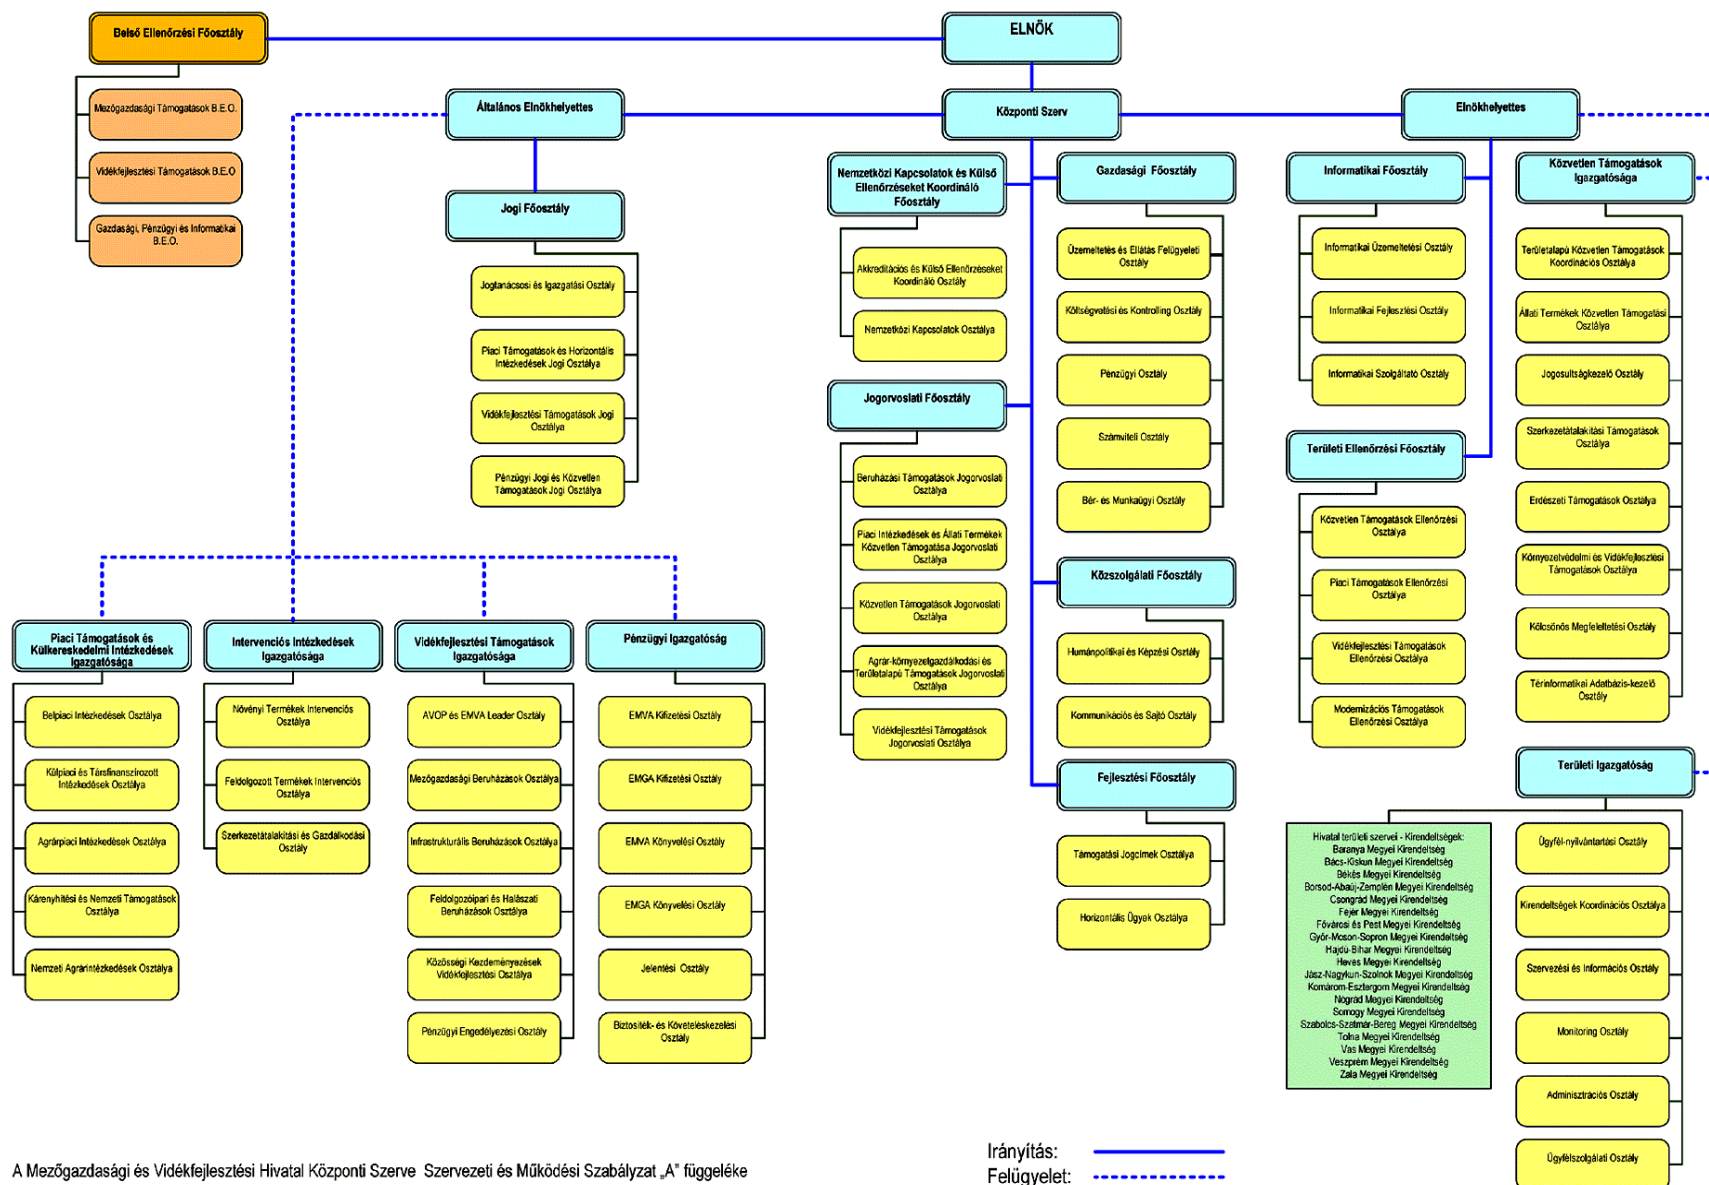 Belső Ellenőrzési Főosztály
ELNÖK
Mezőgazdasági Támogatások B.E.O.
Vidékfejlesztési Támogatások B.E.O
Gazdasági, Pénzügyi és Informatikai
B.E.O.
Általános Elnökhelyettes
Központi Szerv
Elnökhelyettes
Jogi Főosztály
Jogtanácsosi és Igazgatási Osztály
Piaci Támogatások és Horizontális
Intézkedések Jogi Osztálya
Vidékfejlesztési Támogatások Jogi
Osztálya
Pénzügyi Jogi és Közvetlen
Támogatások Jogi Osztálya
Nemzetközi Kapcsolatok és Külső
Ellenőrzéseket Koordináló
Főosztály
Akkreditációs és Külső Ellenőrzéseket
Koordináló Osztály
Nemzetközi Kapcsolatok Osztálya
Jogorvoslati Főosztály
Beruházási Támogatások Jogorvoslati
Osztálya
Piaci Intézkedések és Állati Termékek
Közvetlen Támogatása Jogorvoslati
Osztálya
Közvetlen Támogatások Jogorvoslati
Osztálya
Agrár-környezetgazdálkodási és
Területalapú Támogatások Jogorvoslati
Osztálya
Vidékfejlesztési Támogatások
Jogorvoslati Osztálya
Gazdasági Főosztály
Üzemeltetés és Ellátás Felügyeleti
Osztály
Költségvetési és Kontrolling Osztály
Pénzügyi Osztály
Számviteli Osztály
Bér- és Munkaügyi Osztály
Közszolgálati Főosztály
Humánpolitikai és Képzési Osztály
Kommunikációs és Sajtó Osztály
Fejlesztési Főosztály
Támogatási Jogcímek Osztálya
Horizontális Ügyek Osztálya
Informatikai Főosztály
Informatikai Üzemeltetési Osztály
Informatikai Fejlesztési Osztály
Informatikai Szolgáltató Osztály
Területi Ellenőrzési Főosztály
Közvetlen Támogatások Ellenőrzési
Osztálya
Piaci Támogatások Ellenőrzési
Osztálya
Vidékfejlesztési Támogatások
Ellenőrzési Osztálya
Modernizációs Támogatások
Ellenőrzési Osztálya
Közvetlen Támogatások
Igazgatósága
Területalapú Közvetlen Támogatások
Koordinációs Osztálya
Állati Termékek Közvetlen Támogatási
Osztálya
Jogosultságkezelő Osztály
Szerkezetátalakítási Támogatások
Osztálya
Erdészeti Támogatások Osztálya
Környezetvédelmi és Vidékfejlesztési
Támogatások Osztálya
Kölcsönös Megfeleltetési Osztály
Térinformatikai Adatbázis-kezelő
Osztály
Területi Igazgatóság
Hivatal területi szervei - Kirendeltségek:
Baranya Megyei Kirendeltség
Bács-Kiskun Megyei Kirendeltség
Békés Megyei Kirendeltség
Borsod-Abaúj-Zemplén Megyei Kirendeltség
Csongrád Megyei Kirendeltség
Fejér Megyei Kirendeltség
Fővárosi és Pest Megyei Kirendeltség
Győr-Moson-Sopron Megyei Kirendeltség
Hajdú-Bihar Megyei Kirendeltség
Heves Megyei Kirendeltség
Jász-Nagykun-Szolnok Megyei Kirendeltség
Komárom-Esztergom Megyei Kirendeltség
Nógrád Megyei Kirendeltség
Somogy Megyei Kirendeltség
Szabolcs-Szatmár-Bereg Megyei Kirendeltség
Tolna Megyei Kirendeltség
Vas Megyei Kirendeltség
Veszprém Megyei Kirendeltség
Zala Megyei Kirendeltség
Ügyfél-nyilvántartási Osztály
Kirendeltségek Koordinációs Osztálya
Szervezési és Információs Osztály
Monitoring Osztály
Adminisztrációs Osztály
Ügyfélszolgálati Osztály
Piaci Támogatások és
Külkereskedelmi Intézkedések
Igazgatósága
Belpiaci Intézkedések Osztálya
Külpiaci és Társfinanszírozott
Intézkedések Osztálya
Agrárpiaci Intézkedések Osztálya
Kárenyhítési és Nemzeti Támogatások
Osztálya
Nemzeti Agrárintézkedések Osztálya
Intervenciós Intézkedések
Igazgatósága
Növényi Termékek Intervenciós
Osztálya
Feldolgozott Termékek Intervenciós
Osztálya
Szerkezetátalakítási és Gazdálkodási
Osztály
Vidékfejlesztési Támogatások
Igazgatósága
AVOP és EMVA Leader Osztály
Mezőgazdasági Beruházások Osztálya
Infrastrukturális Beruházások Osztálya
Feldolgozóipari és Halászati
Beruházások Osztálya
Közösségi Kezdeményezések
Vidékfejlesztési Osztálya
Pénzügyi Engedélyezési Osztály
Pénzügyi Igazgatóság
EMVA Kifizetési Osztály
EMGA Kifizetési Osztály
EMVA Könyvelési Osztály
EMGA Könyvelési Osztály
Jelentési Osztály
Biztosíték- és Követeléskezelési
Osztály
Irányítás:
Felügyelet:
A Mezőgazdasági és Vidékfejlesztési Hivatal Központi Szerve Szervezeti és Működési Szabályzat „A” függeléke